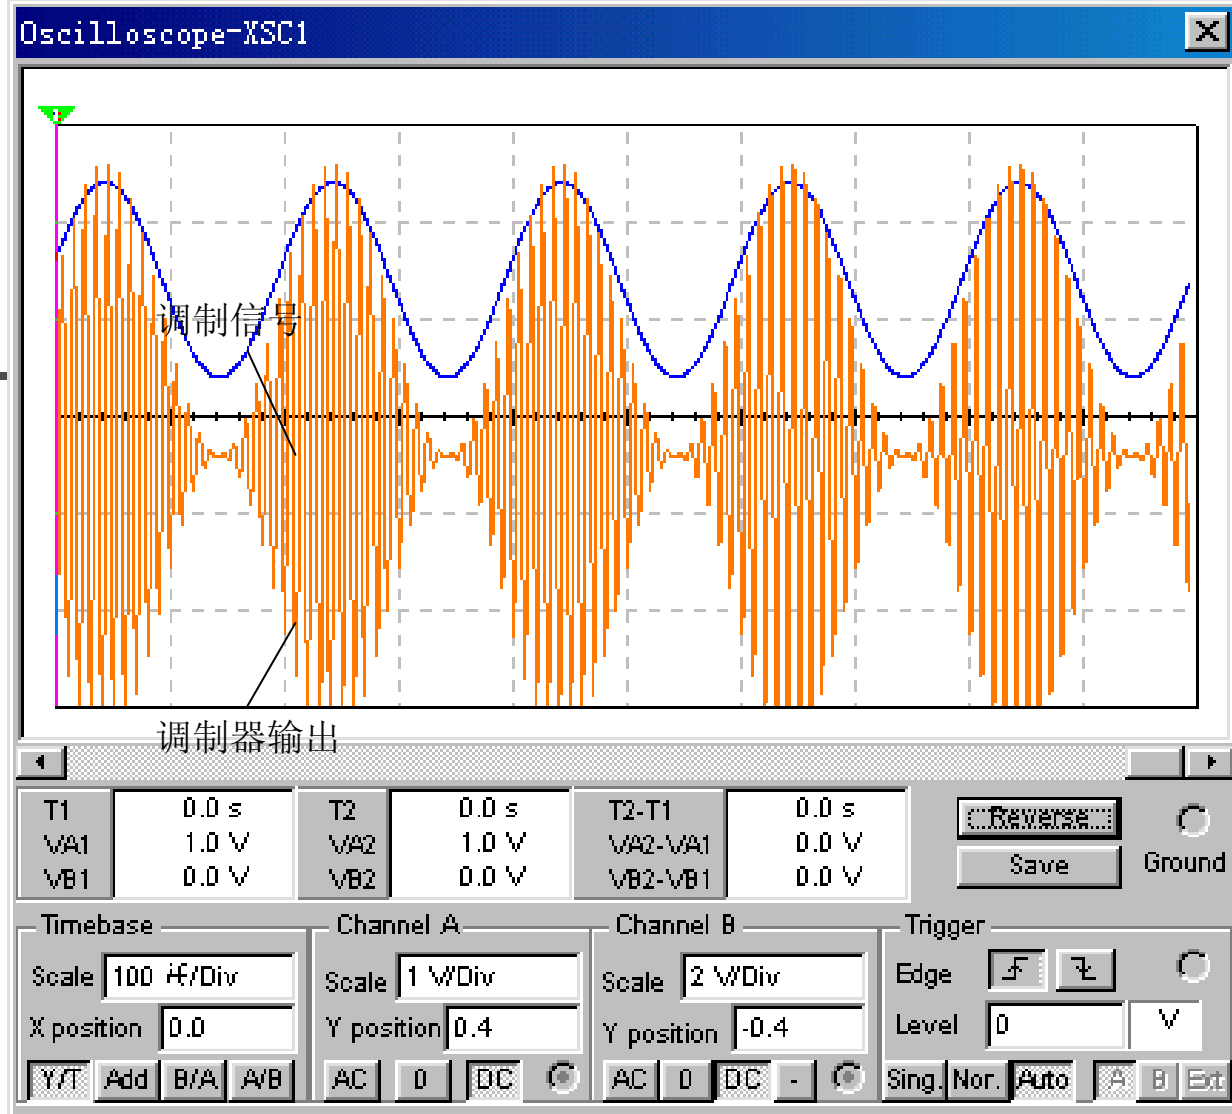 Oscilloscope-XSC1
调制信号
调制器输出
T1 0.0 s T2 0.0 s T2-T1 0.0 s Reverse
VA1 1.0 V VA2 1.0 V VA2-VA1 0.0 V Save Ground
VB1 0.0 V VB2 0.0 V VB2-VB1 0.0 V
Timebase Channel A Channel B Trigger
Scale 100 /Div Scale 1 V/Div Scale 2 V/Div Edge
X position 0.0 Y position 0.4 Y position -0.4 Level 0 V
Y/T Add B/A A/B AC 0 DC AC 0 DC - Sing. Nor. Auto A B Ext